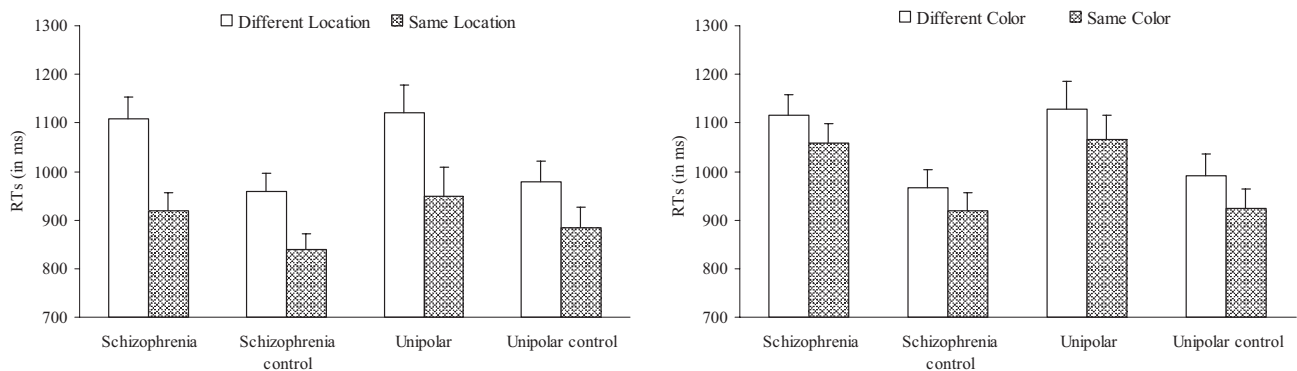 Different Location Same Location
1300
1200
1100
1000
900
800
700
RTs (in ms)
Schizophrenia Schizophrenia control Unipolar Unipolar control
Different Color Same Color
1300
1200
1100
1000
900
800
700
RTs (in ms)
Schizophrenia Schizophrenia control Unipolar Unipolar control